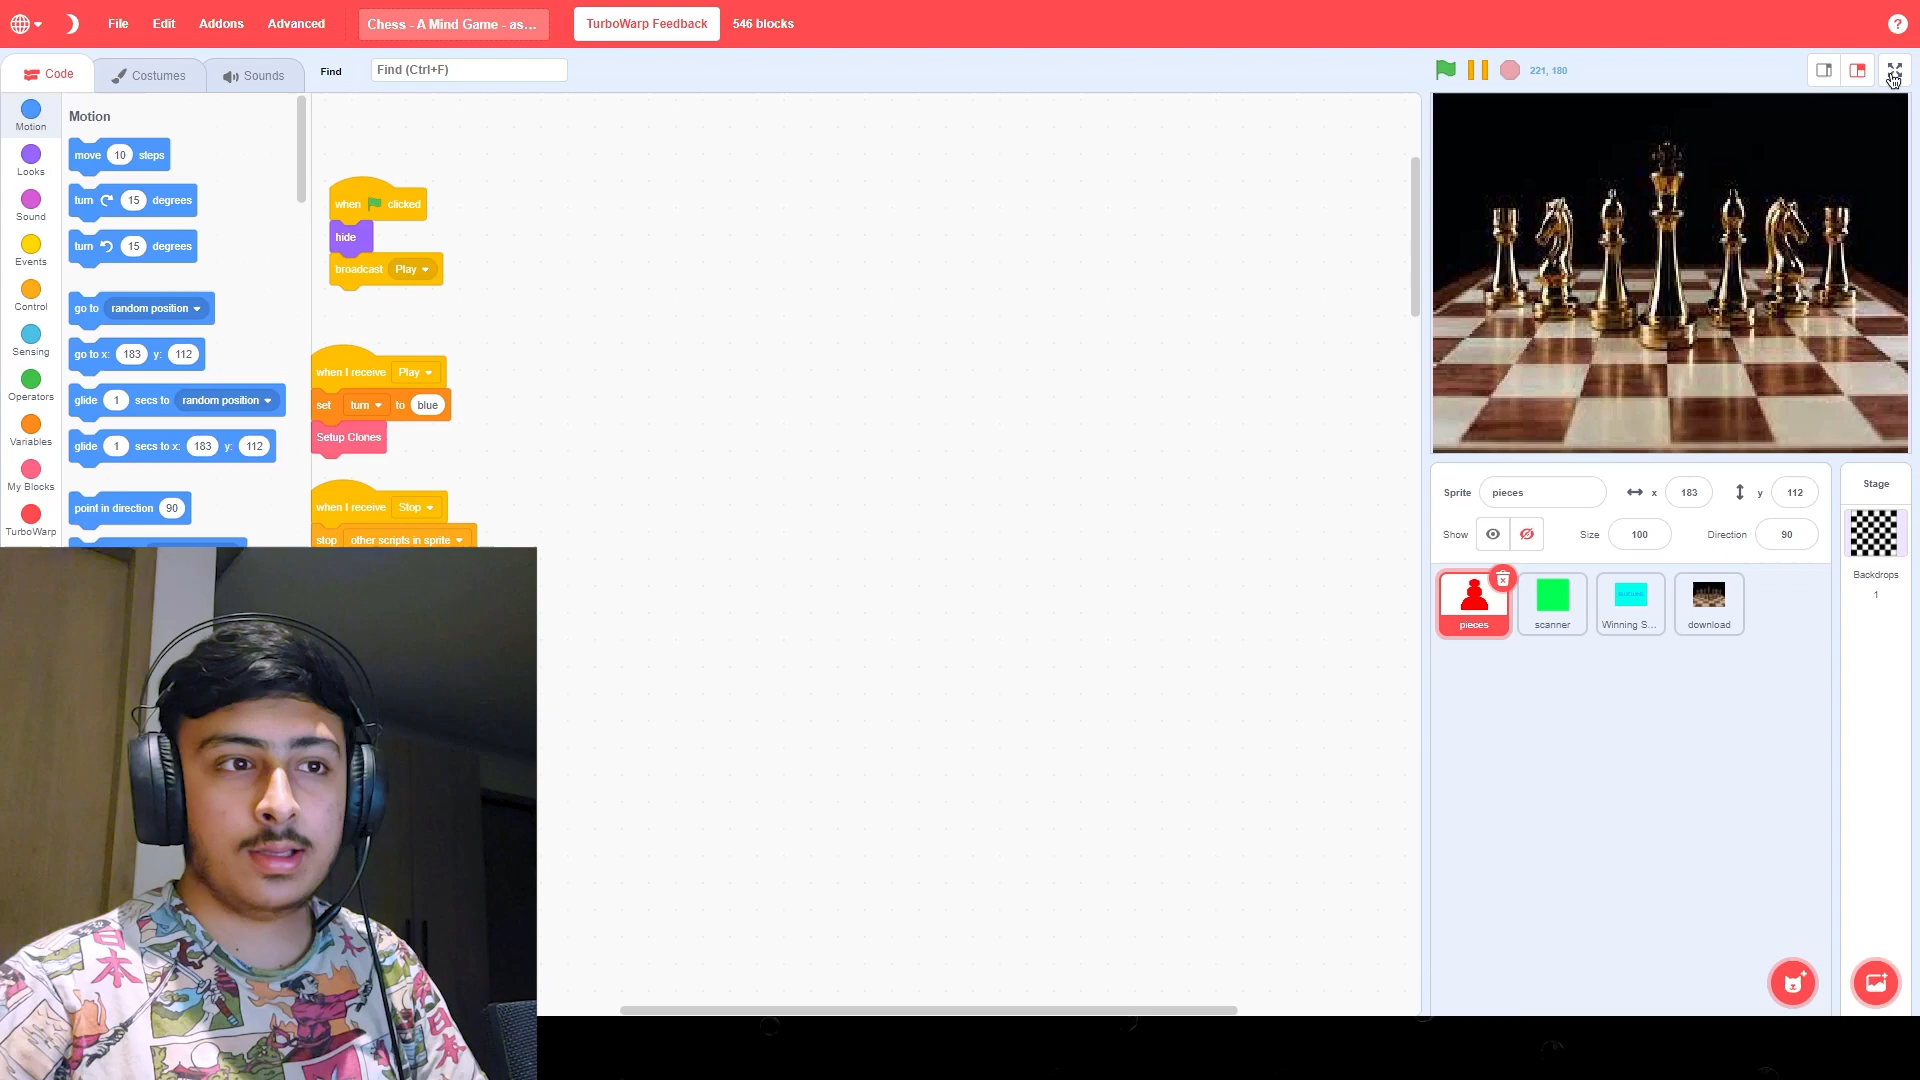 File Edit Addons Advanced Chess - A Mind Game - as... TurboWarp Feedback 546 blocks ?
Code Costumes Sounds Find Find (Ctrl+F) 221, 180
Motion
Looks
Sound
Events
Control
Sensing
Operators
Variables
My Blocks
TurboWarp
Motion
move 10 steps
turn 15 degrees
turn 15 degrees
go to random position
go to x: 183 y: 112
glide 1 secs to random position
glide 1 secs to x: 183 y: 112
point in direction 90
when clicked
hide
broadcast Play
when I receive Play
set turn to blue
Setup Clones
when I receive Stop
stop other scripts in sprite
Sprite pieces x 183 y 112
Show Size 100 Direction 90
pieces
scanner
Winning S...
download
Stage
Backdrops
1
日
本
本
日
本